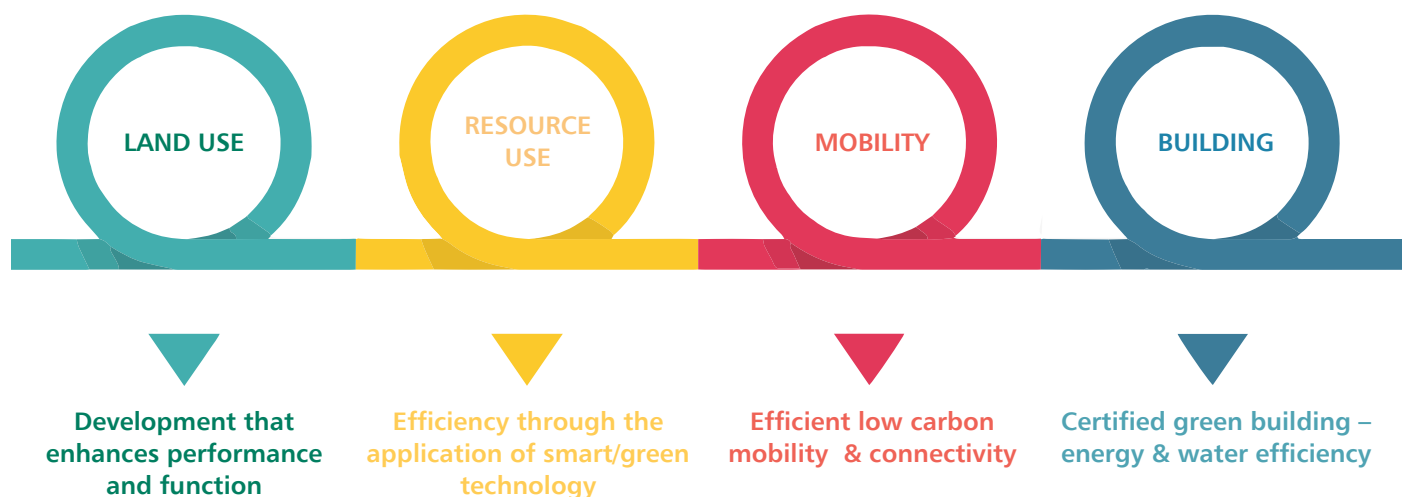 LAND USE
RESOURCE
USE
MOBILITY
BUILDING
Development that
enhances performance
and function
Efficiency through the
application of smart/green
technology
Efficient low carbon
mobility & connectivity
Certified green building –
energy & water efficiency